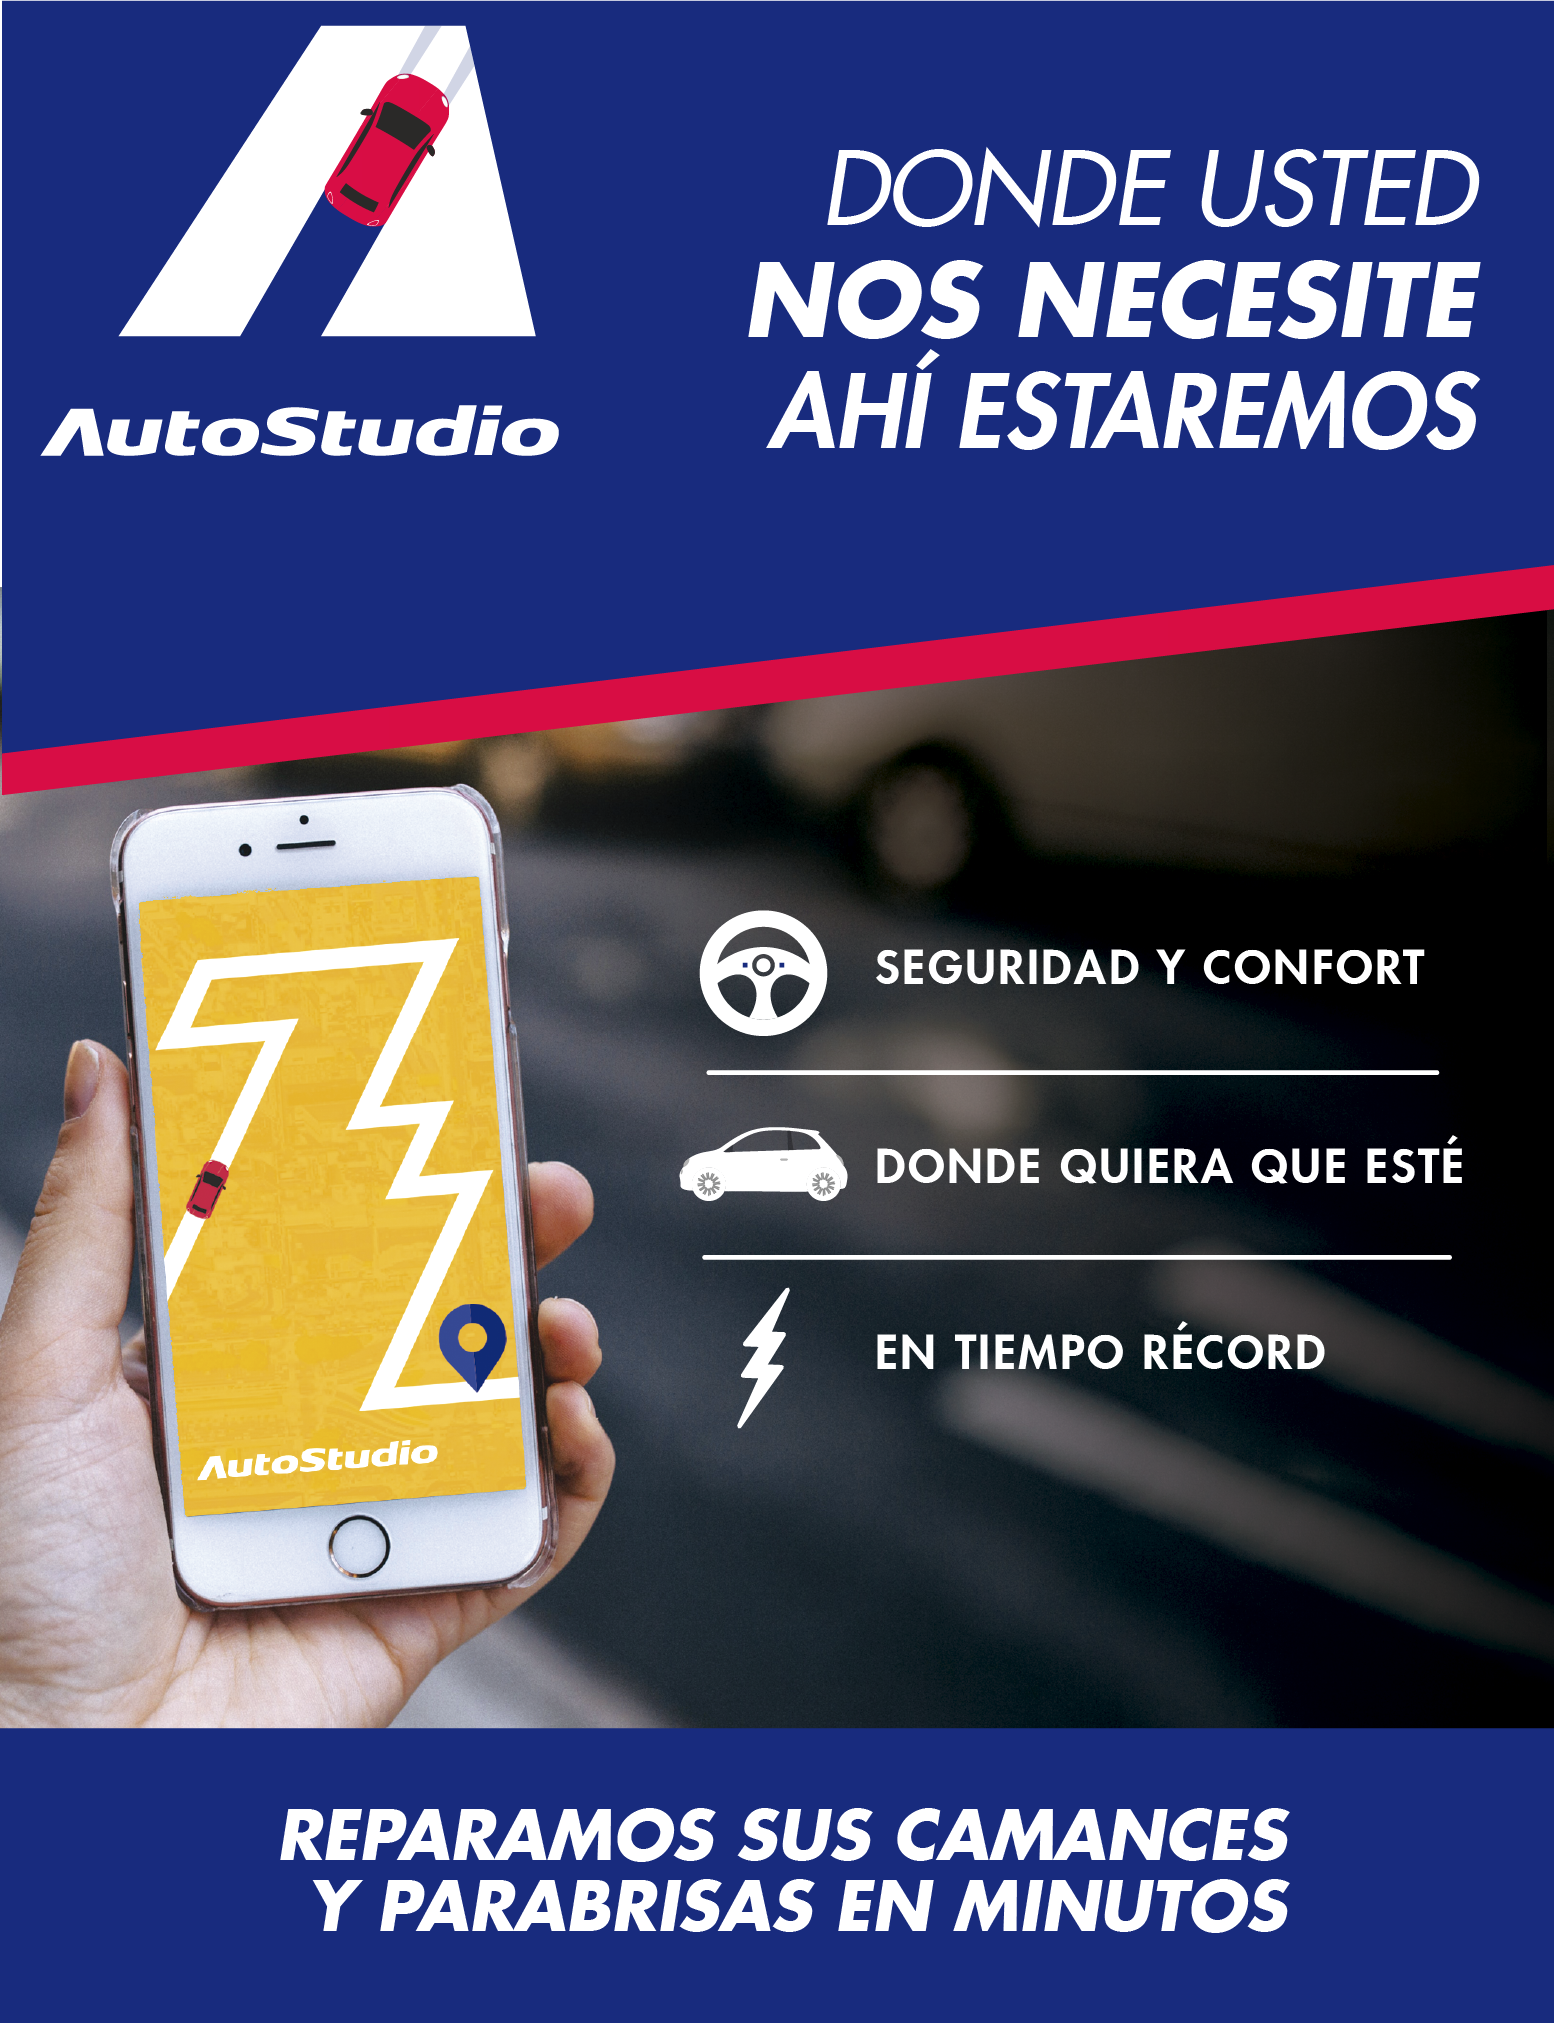 AutoStudio
DONDE USTED
NOS NECESITE
AHÍ ESTAREMOS
SEGURIDAD Y CONFORT
DONDE QUIERA QUE ESTÉ
EN TIEMPO RÉCORD
AutoStudio
REPARAMOS SUS CAMANCES
Y PARABRISAS EN MINUTOS